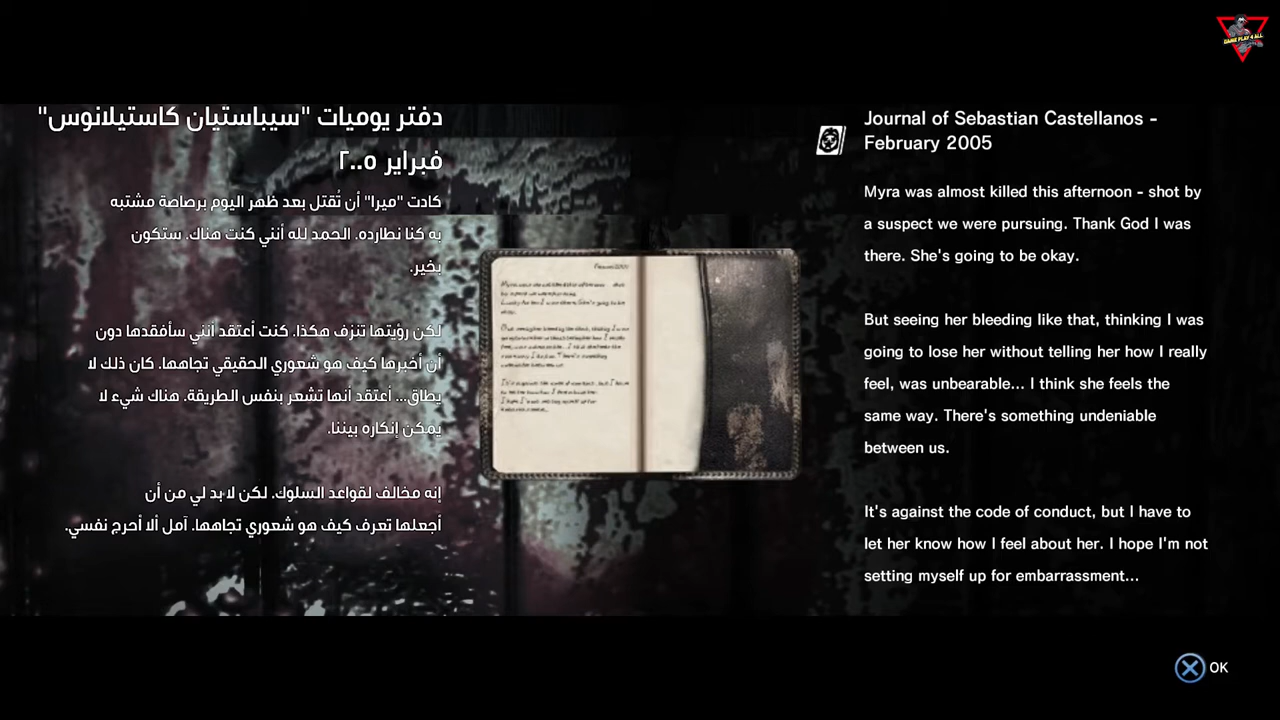 GAME PLAY 4 ALL
دفتر يوميات "سيباستيان كاستيلانوس"
فبراير ٢٠٠٥
كادت "ميرا" أن تُقتل بعد ظهر اليوم برصاصة مشتبه
به كنا نطارده. الحمد لله أنني كنت هناك. ستكون
بخير.
لكن رؤيتها تنزف هكذا. كنت أعتقد أنني سأفقدها دون
أن أخبرها كيف هو شعوري الحقيقي تجاهها. كان ذلك لا
يطاق... أعتقد أنها تشعر بنفس الطريقة. هناك شيء لا
يمكن إنكاره بيننا.
إنه مخالف لقواعد السلوك. لكن لا بد لي من أن
أجعلها تعرف كيف هو شعوري تجاهها. آمل ألا أحرج نفسي.
Journal of Sebastian Castellanos -
February 2005
Myra was almost killed this afternoon - shot by
a suspect we were pursuing. Thank God I was
there. She's going to be okay.
But seeing her bleeding like that, thinking I was
going to lose her without telling her how I really
feel, was unbearable... I think she feels the
same way. There's something undeniable
between us.
It's against the code of conduct, but I have to
let her know how I feel about her. I hope I'm not
setting myself up for embarrassment...
OK